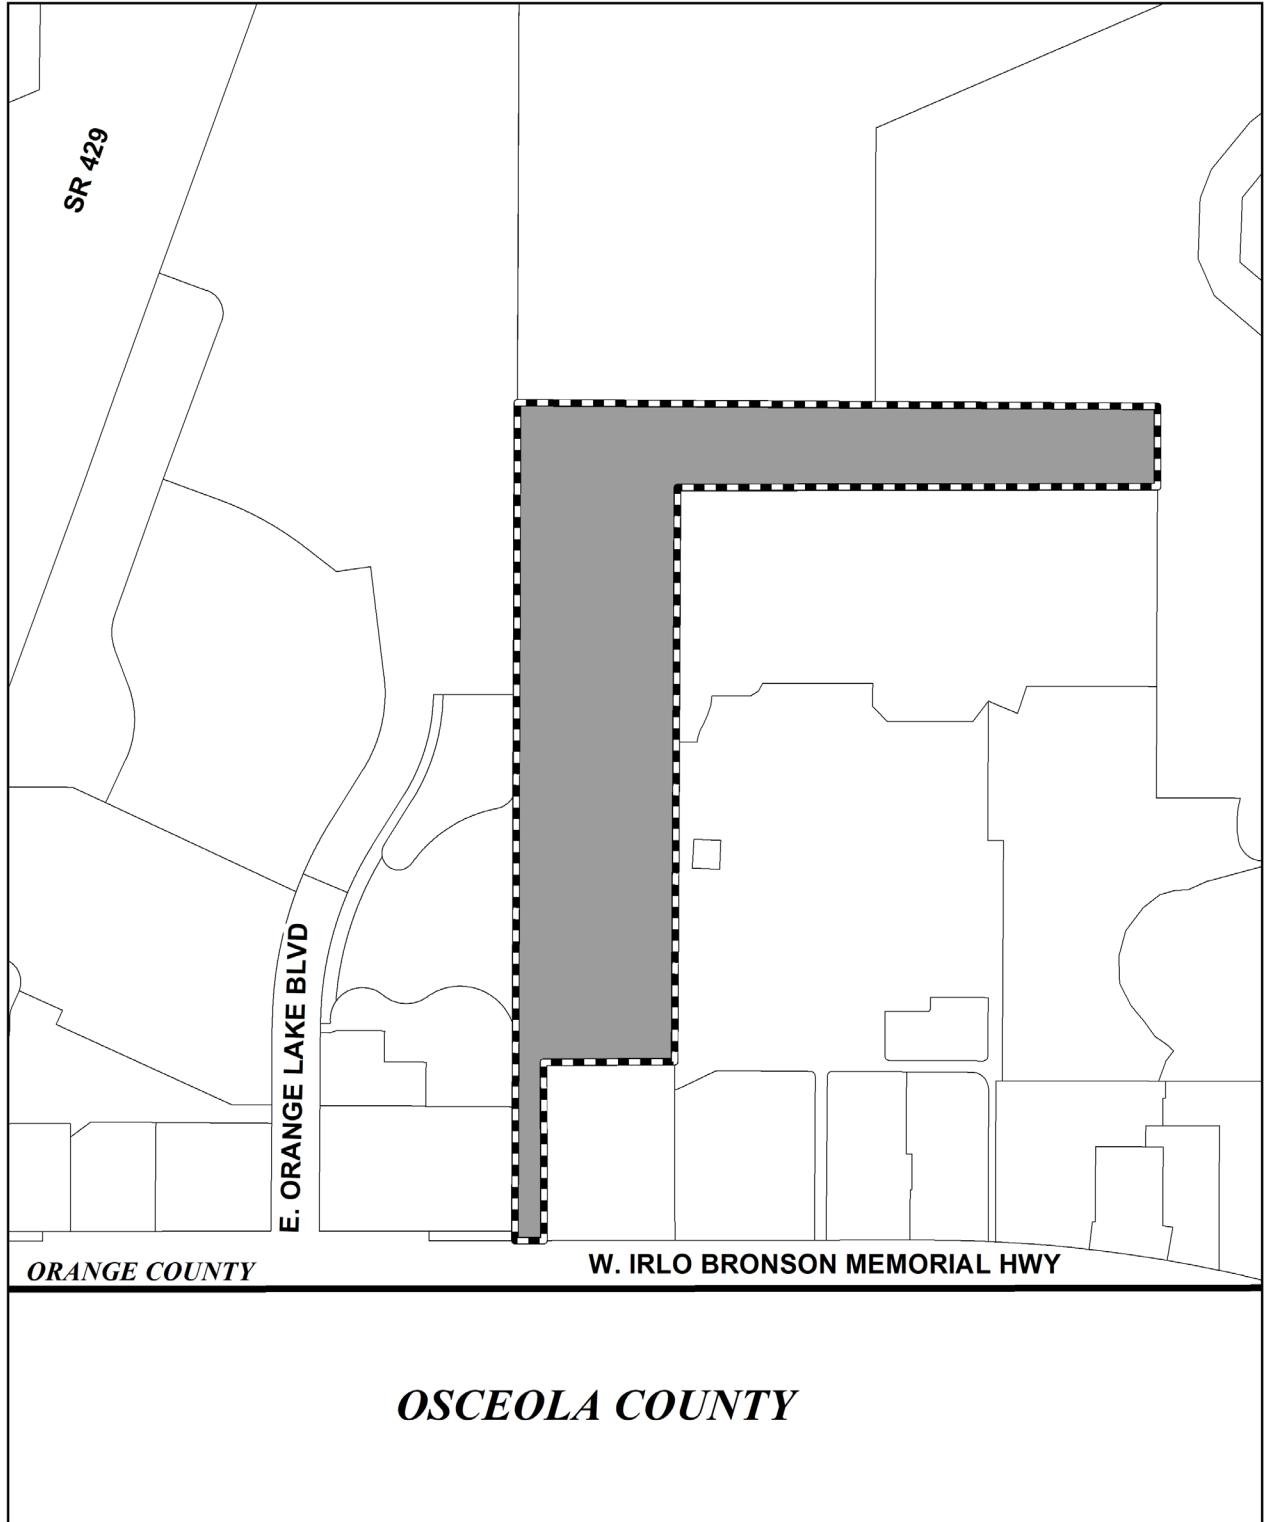 SR 429
E. ORANGE LAKE BLVD
W. IRLO BRONSON MEMORIAL HWY
ORANGE COUNTY
OSCEOLA COUNTY